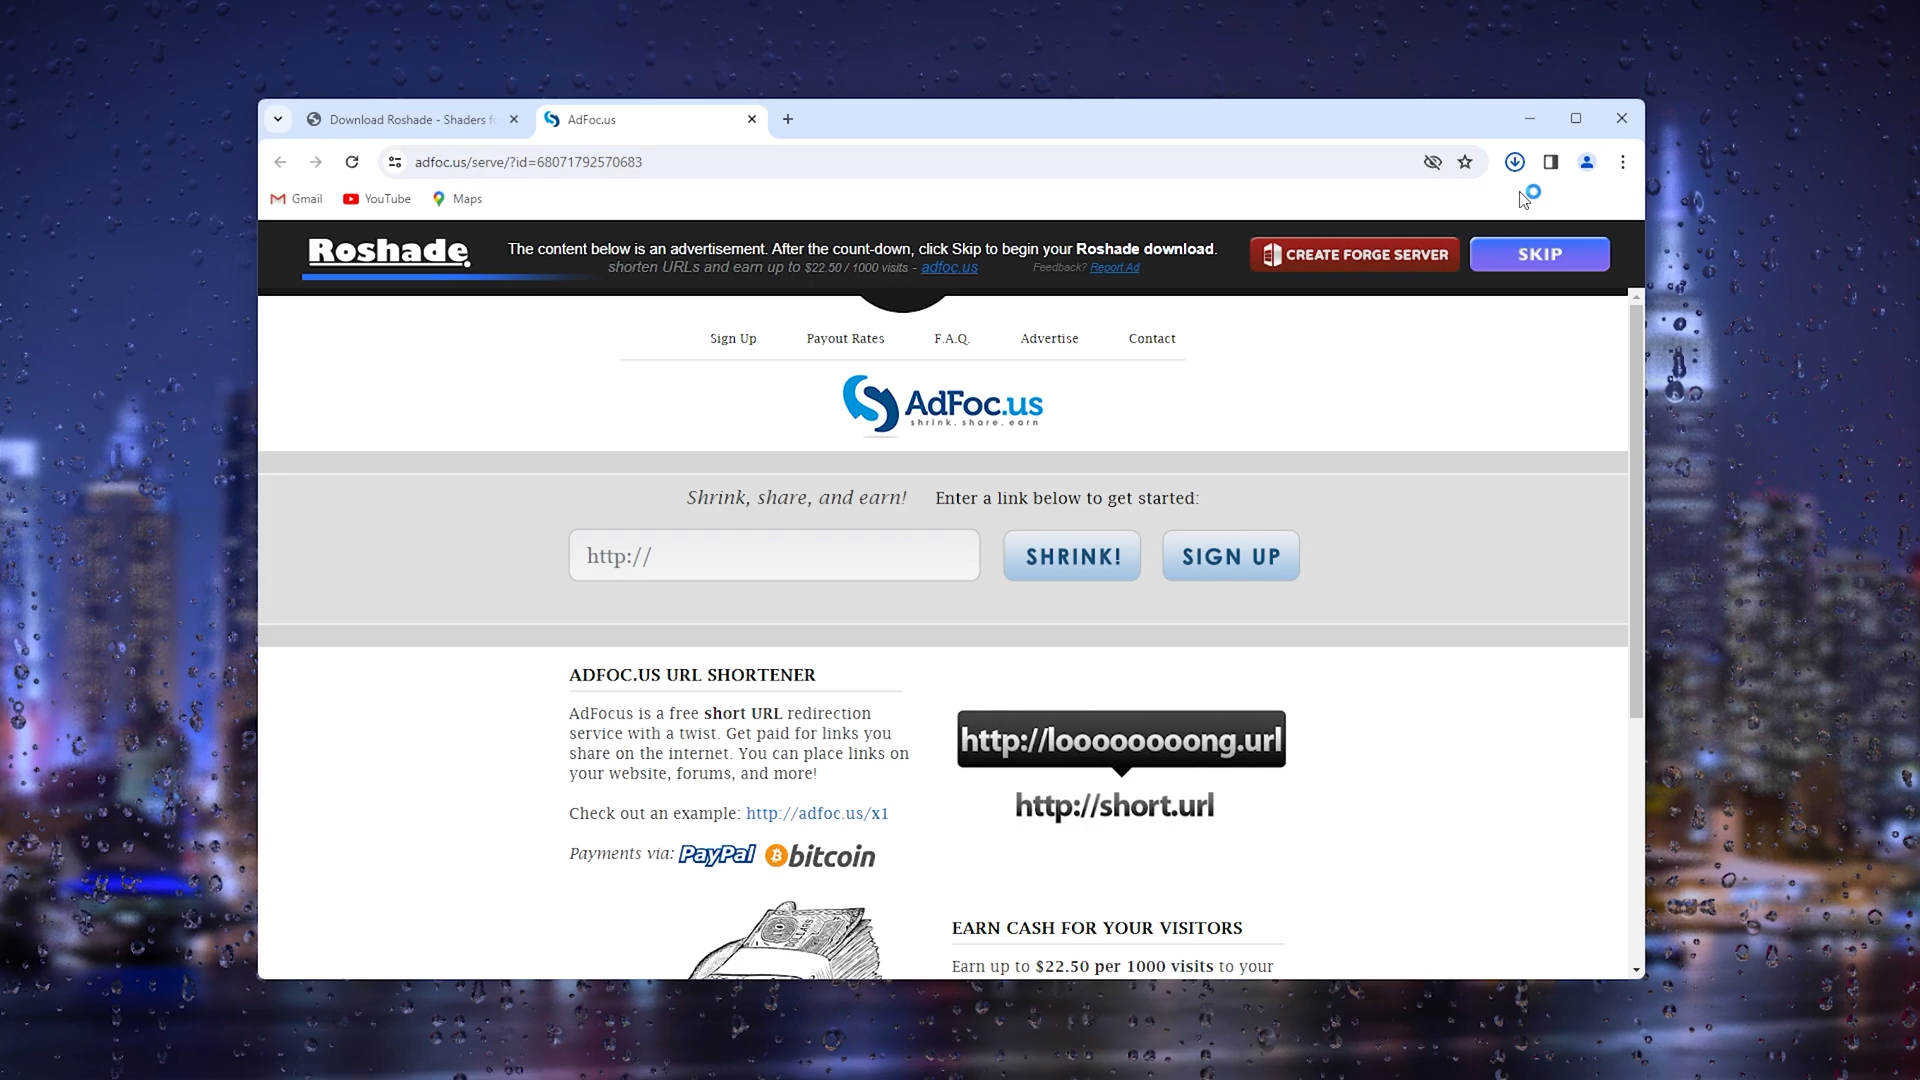 Download Roshade - Shaders fo
AdFoc.us
adfoc.us/serve/?id=68071792570683
Gmail
YouTube
Maps
Roshade
The content below is an advertisement. After the count-down, click Skip to begin your Roshade download.
shorten URLs and earn up to $22.50 / 1000 visits - adfoc.us
Feedback? Report Ad
CREATE FORGE SERVER
SKIP
Sign Up
Payout Rates
F.A.Q.
Advertise
Contact
AdFoc.us
shrink. share. earn
Shrink, share, and earn!
Enter a link below to get started:
http://
SHRINK!
SIGN UP
ADFOC.US URL SHORTENER
AdFocus is a free short URL redirection
service with a twist. Get paid for links you
share on the internet. You can place links on
your website, forums, and more!
Check out an example: http://adfoc.us/x1
Payments via: PayPal bitcoin
http://looooooooong.url
http://short.url
EARN CASH FOR YOUR VISITORS
Earn up to $22.50 per 1000 visits to your